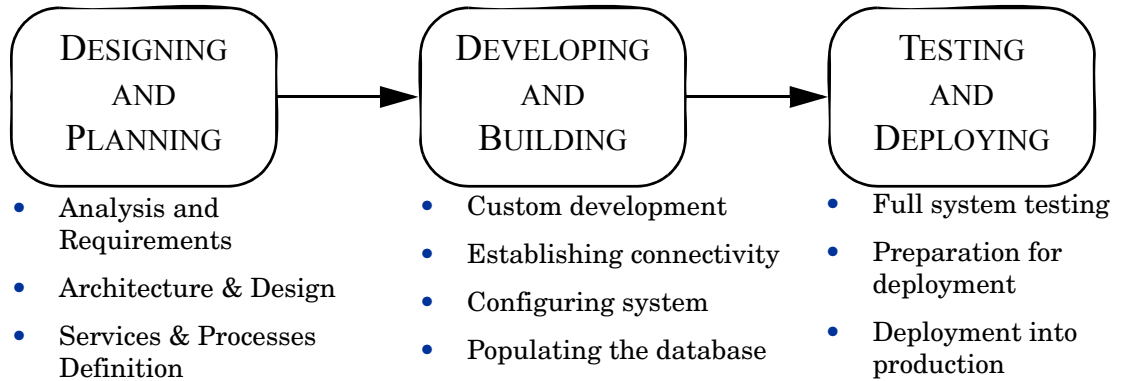 DESIGNING
AND
PLANNING
• Analysis and
Requirements
• Architecture & Design
• Services & Processes
Definition
DEVELOPING
AND
BUILDING
• Custom development
• Establishing connectivity
• Configuring system
• Populating the database
TESTING
AND
DEPLOYING
• Full system testing
• Preparation for
deployment
• Deployment into
production